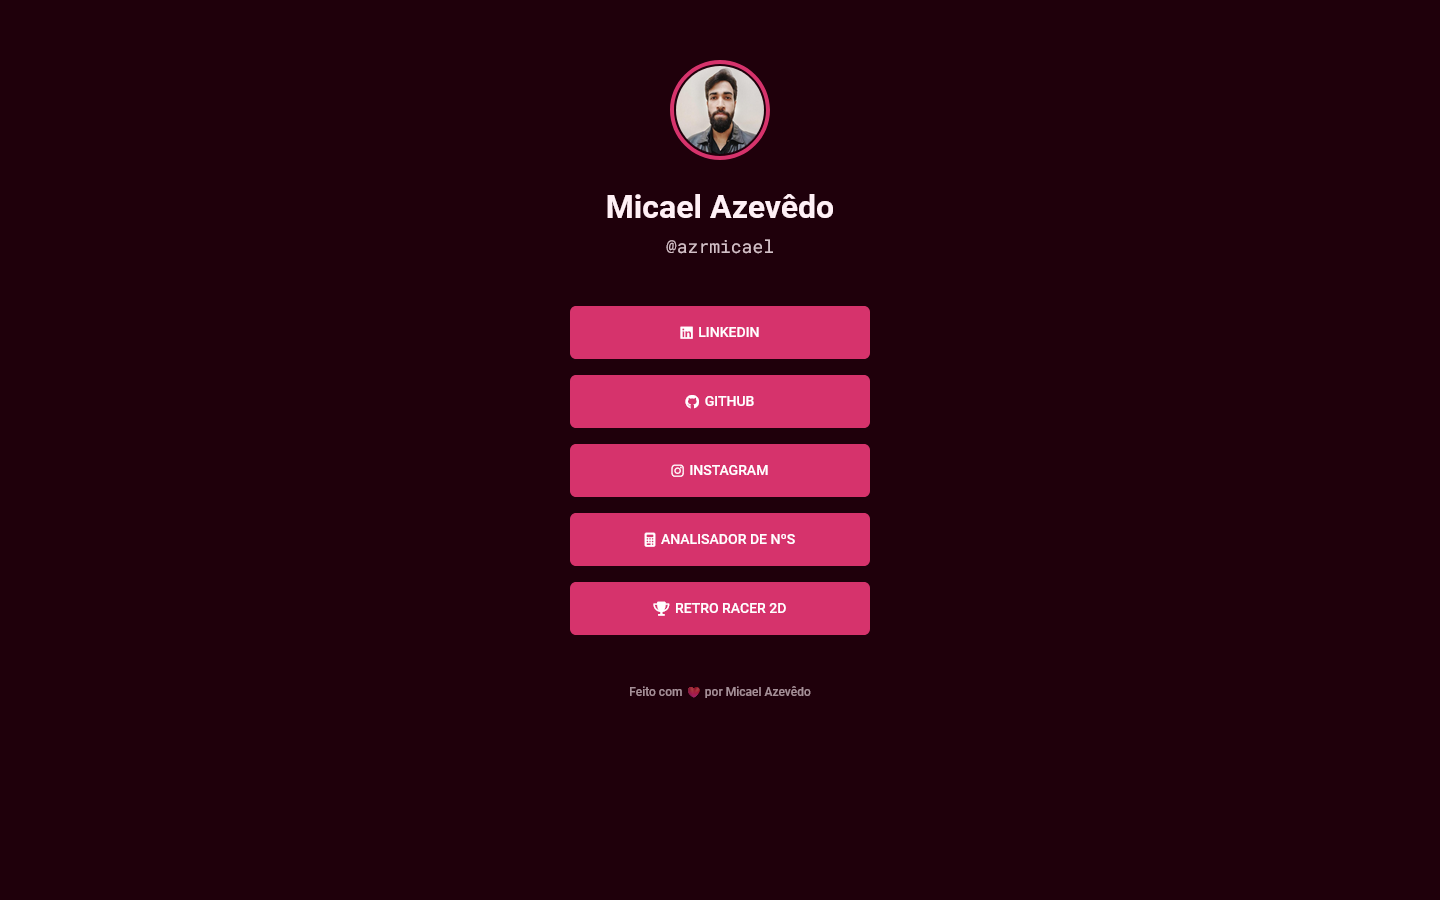 Micael Azevêdo
@azrmicael
LINKEDIN
GITHUB
INSTAGRAM
ANALISADOR DE NºS
RETRO RACER 2D
Feito com ❤️ por Micael Azevêdo